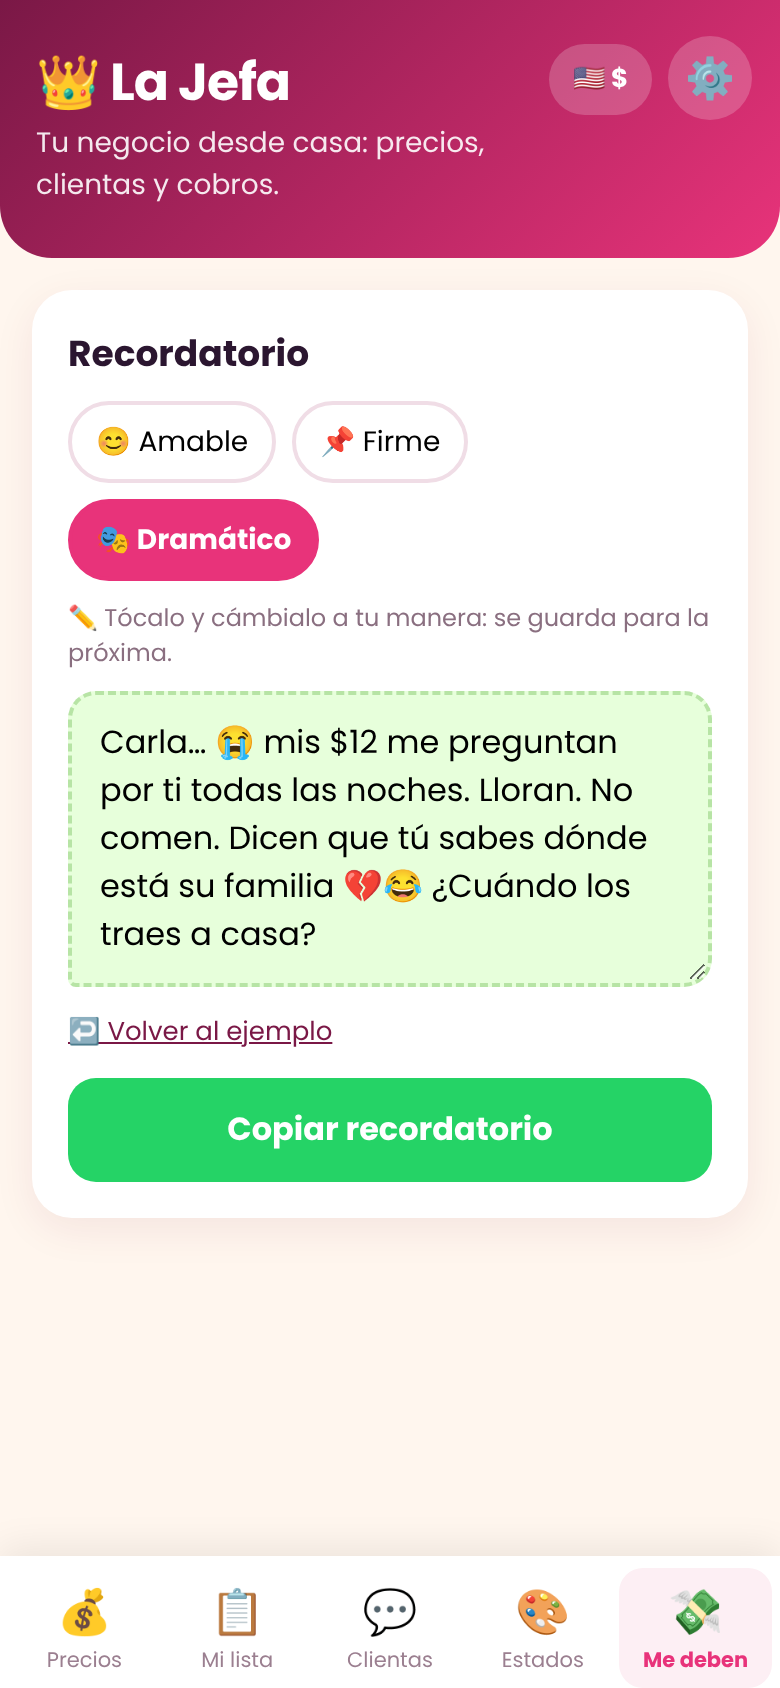 👑 La Jefa
🇺🇸 $
⚙️
Tu negocio desde casa: precios,
clientas y cobros.
Recordatorio
😊 Amable
📌 Firme
🎭 Dramático
✏️ Tócalo y cámbialo a tu manera: se guarda para la
próxima.
Carla... 😭 mis $12 me preguntan
por ti todas las noches. Lloran. No
comen. Dicen que tú sabes dónde
está su familia 💔😂 ¿Cuándo los
traes a casa?
↩️ Volver al ejemplo
Copiar recordatorio
Precios
Mi lista
Clientas
Estados
Me deben